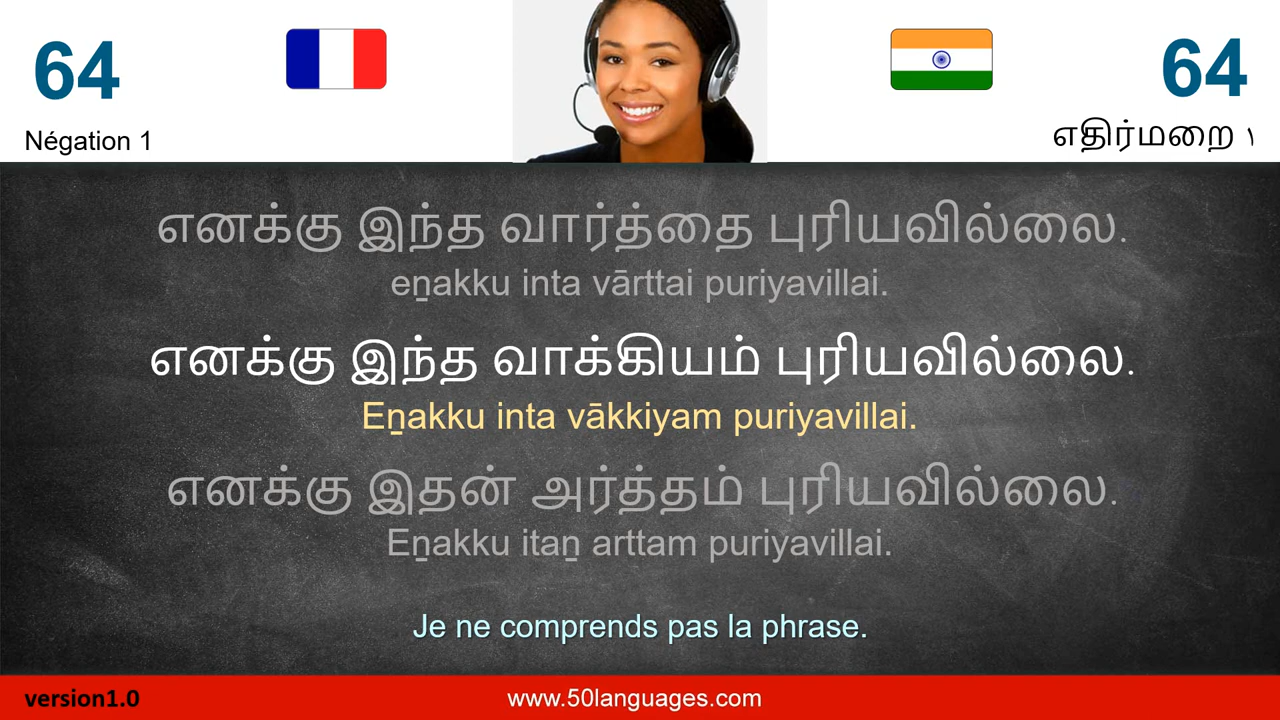 64
64
Négation 1
எதிர்மறை ١
எனக்கு இந்த வார்த்தை புரியவில்லை.
eṉakku inta vārttai puriyavillai.
எனக்கு இந்த வாக்கியம் புரியவில்லை.
Eṉakku inta vākkiyam puriyavillai.
எனக்கு இதன் அர்த்தம் புரியவில்லை.
Eṉakku itaṉ arttam puriyavillai.
Je ne comprends pas la phrase.
version1.0
www.50languages.com